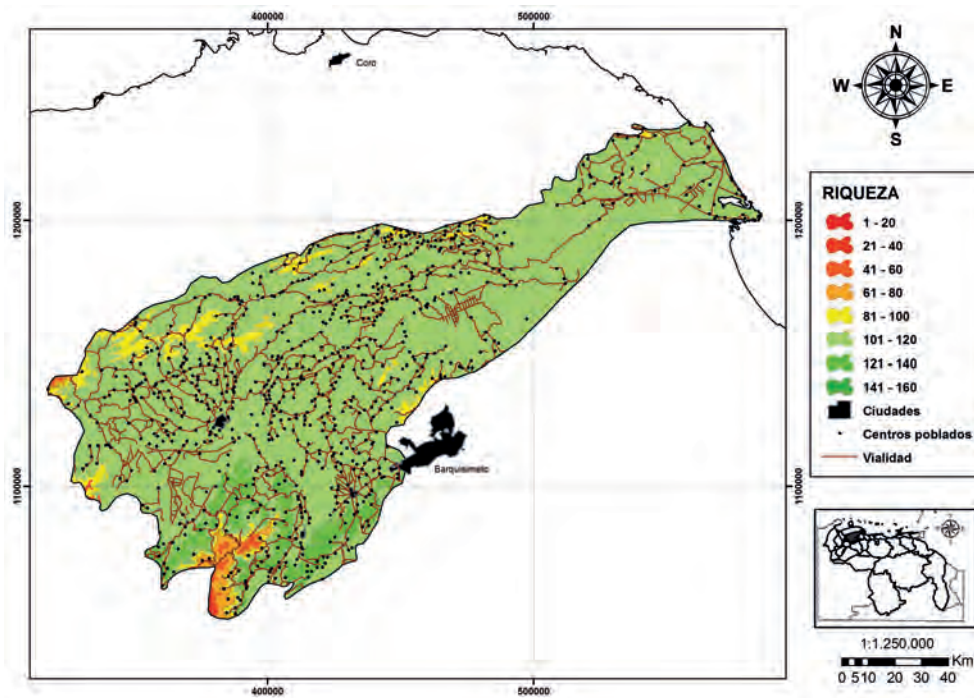 400000
500000
Coro
N
W
E
S
1200000
1200000
RIQUEZA
1 - 20
21 - 40
41 - 60
61 - 80
81 - 100
101 - 120
121 - 140
141 - 160
Ciudades
Centros poblados
Vialidad
Barquisimeto
1100000
1100000
400000
500000
1:1.250.000
Km
0 5 10 20 30 40